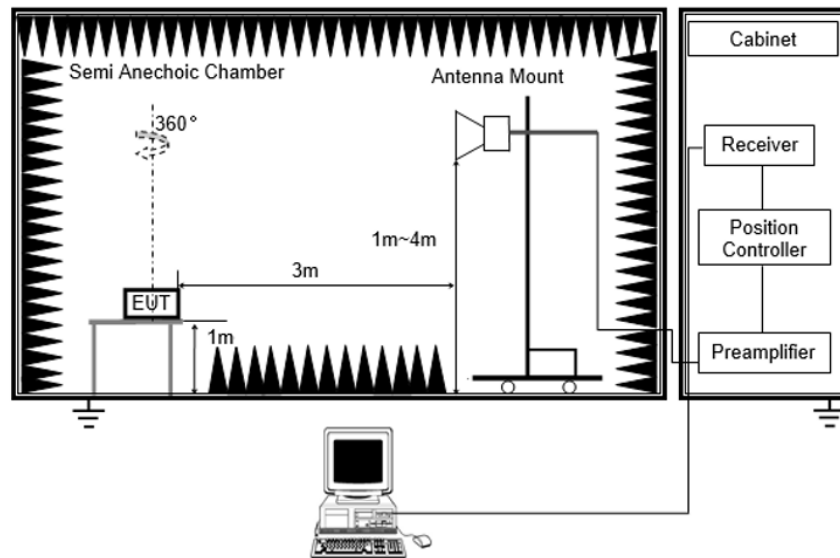 Cabinet
Semi Anechoic Chamber
Antenna Mount
360°
Receiver
1m~4m
Position
Controller
3m
EUT
1m
Preamplifier